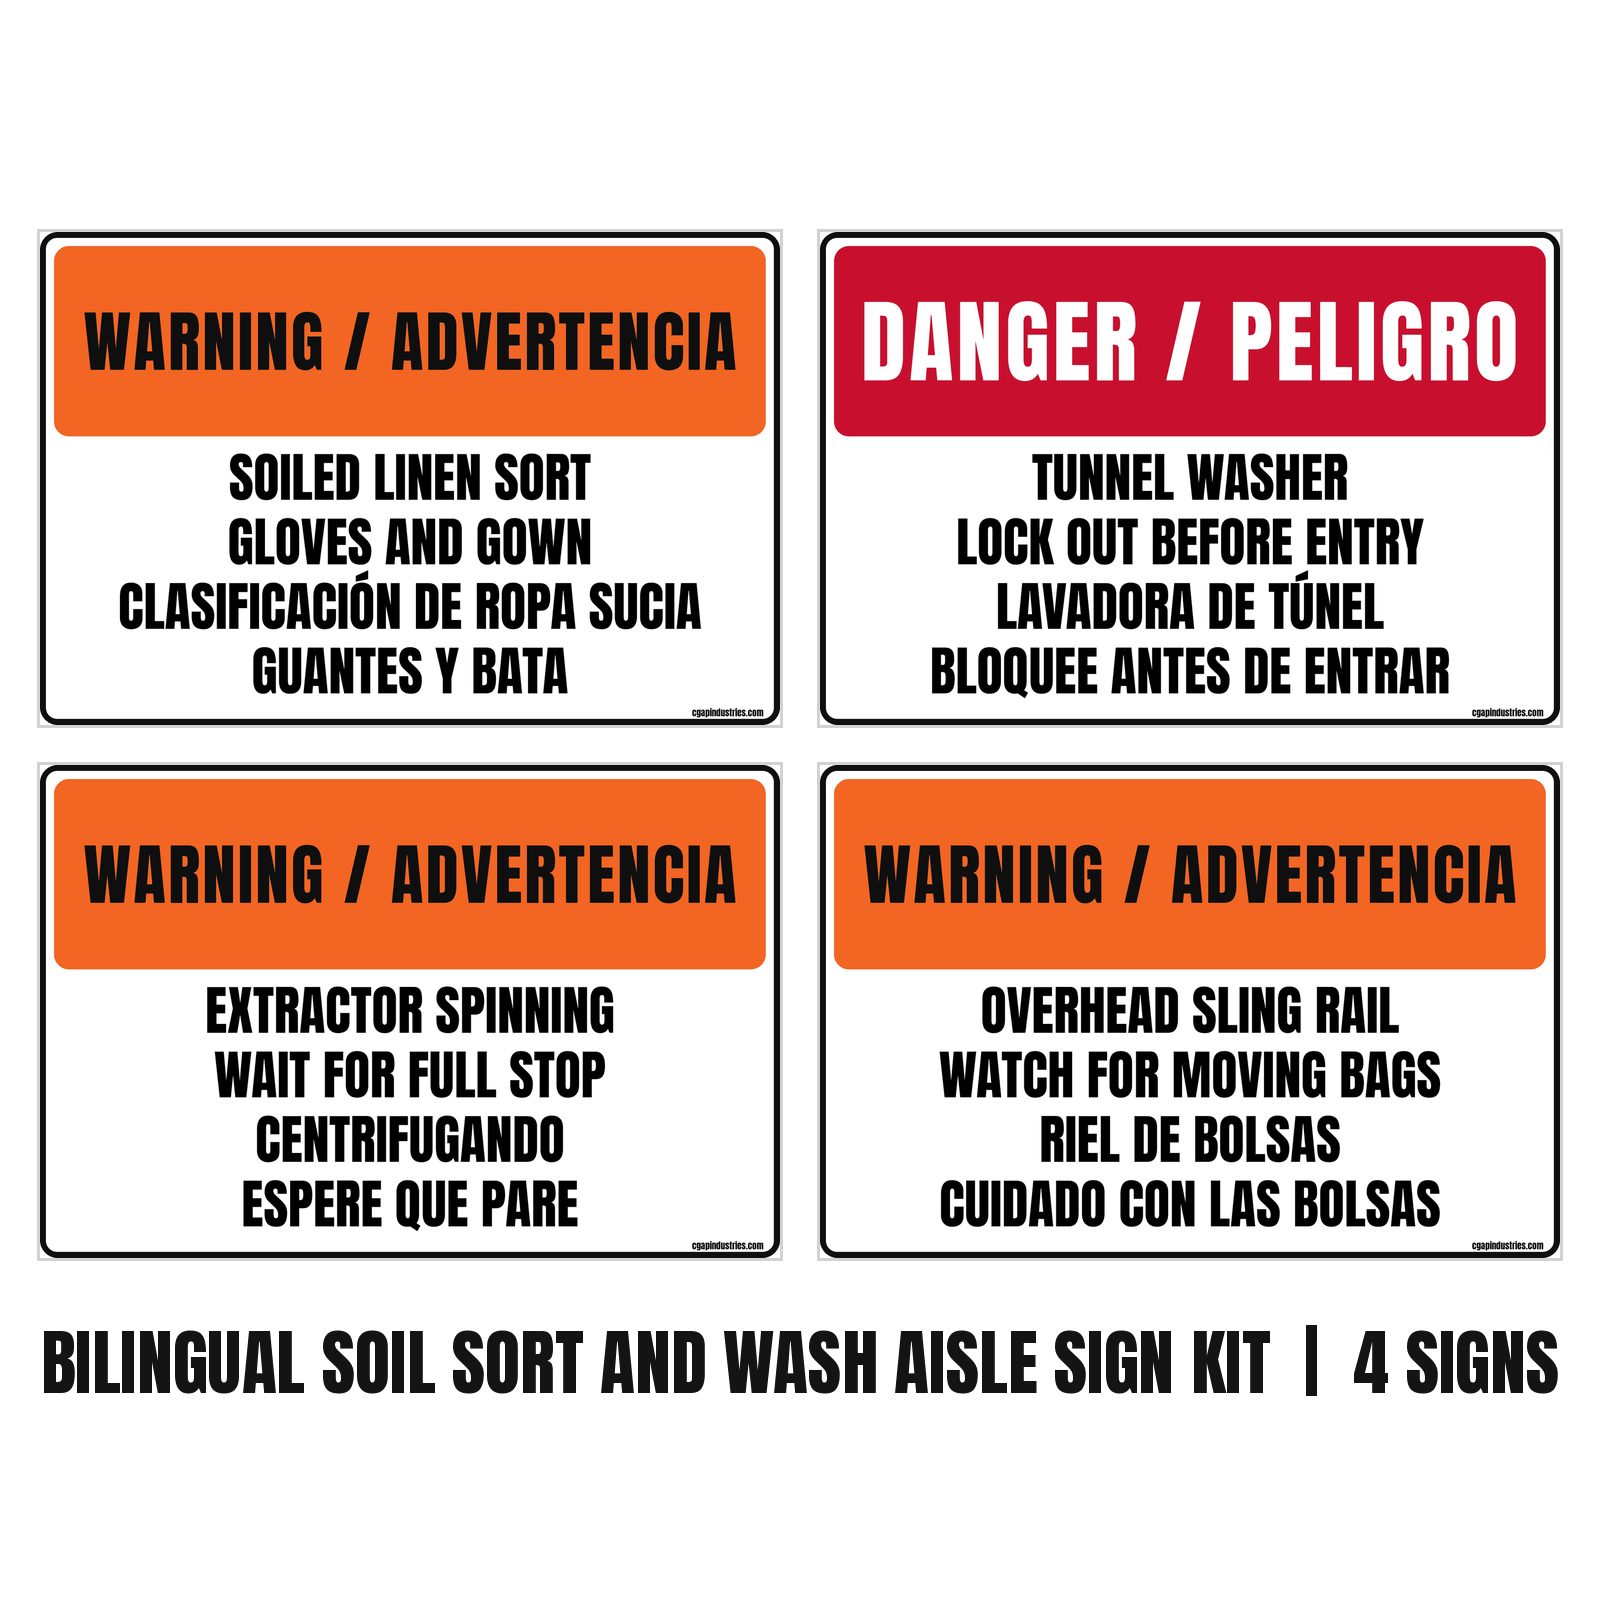 WARNING / ADVERTENCIA
SOILED LINEN SORT
GLOVES AND GOWN
CLASIFICACIÓN DE ROPA SUCIA
GUANTES Y BATA
cgapindustries.com
DANGER / PELIGRO
TUNNEL WASHER
LOCK OUT BEFORE ENTRY
LAVADORA DE TÚNEL
BLOQUEE ANTES DE ENTRAR
cgapindustries.com
WARNING / ADVERTENCIA
EXTRACTOR SPINNING
WAIT FOR FULL STOP
CENTRIFUGANDO
ESPERE QUE PARE
cgapindustries.com
WARNING / ADVERTENCIA
OVERHEAD SLING RAIL
WATCH FOR MOVING BAGS
RIEL DE BOLSAS
CUIDADO CON LAS BOLSAS
cgapindustries.com
BILINGUAL SOIL SORT AND WASH AISLE SIGN KIT | 4 SIGNS